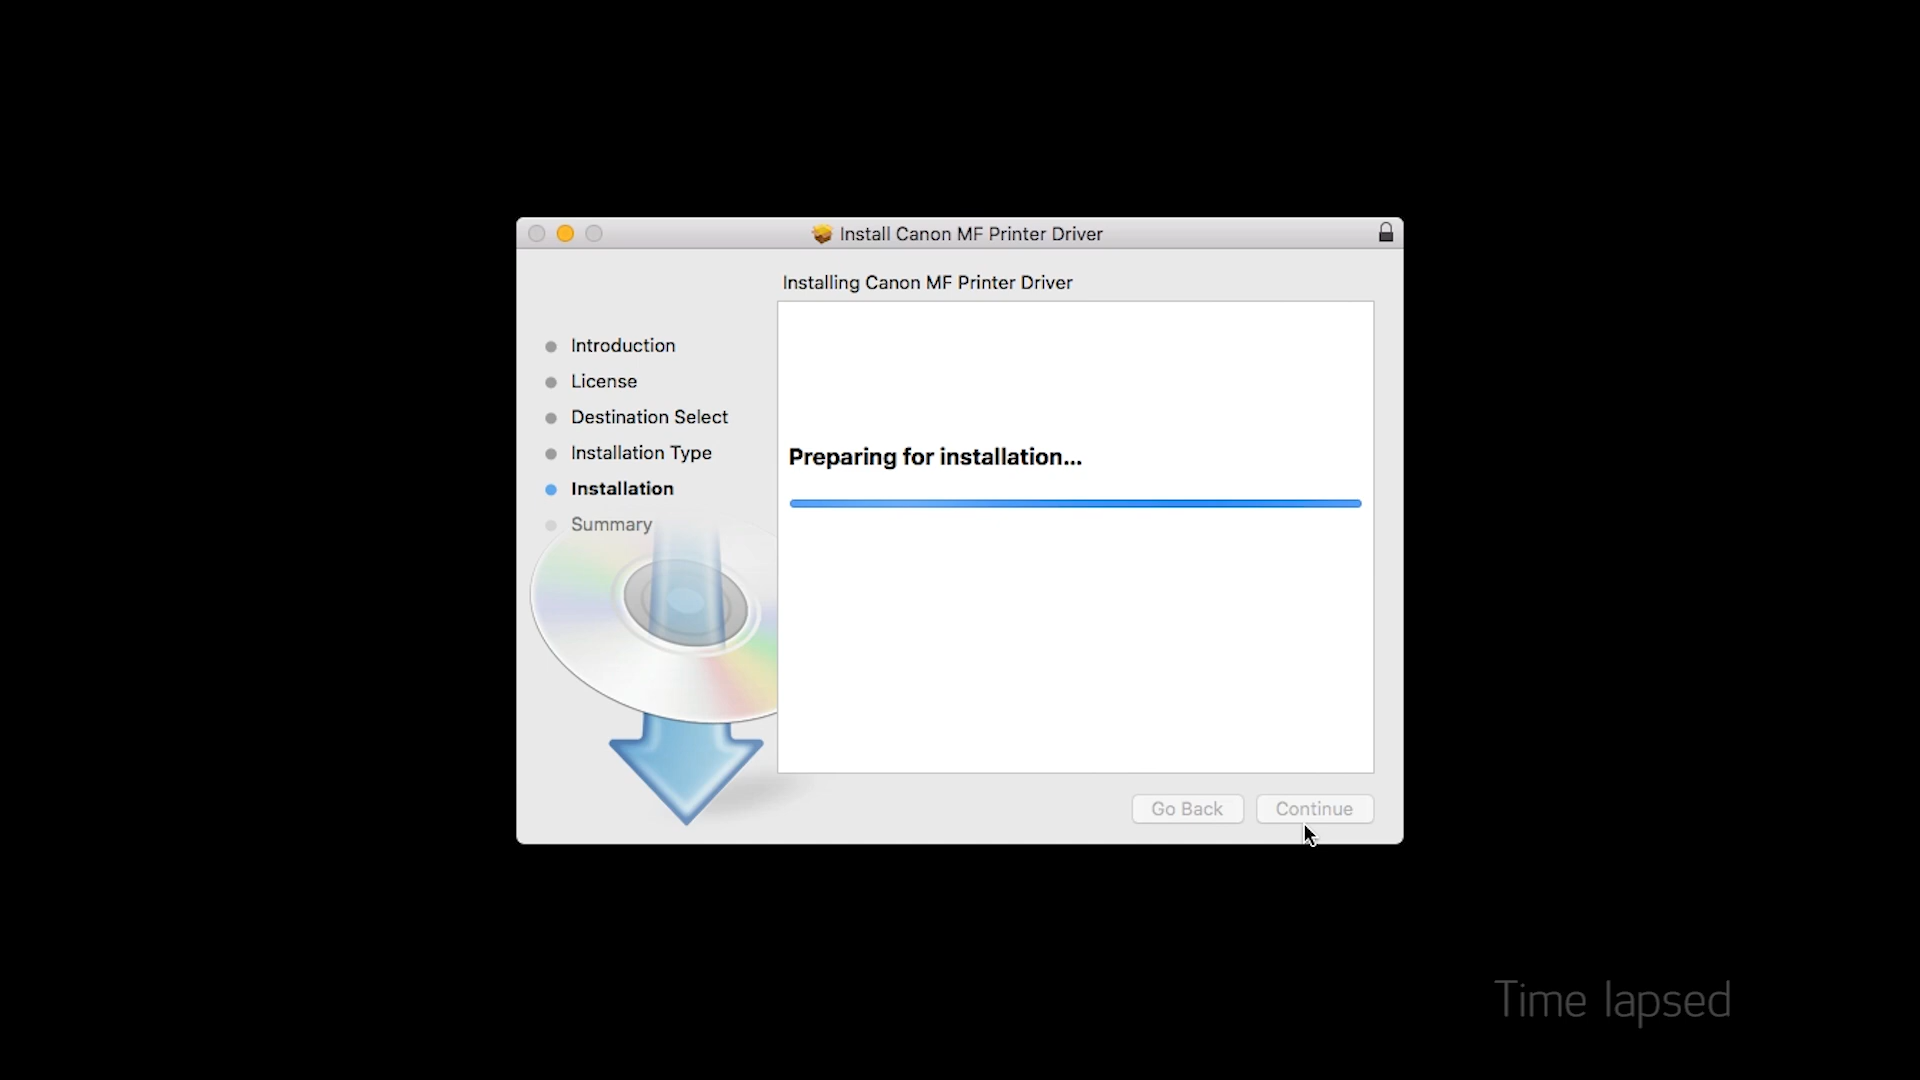 Install Canon MF Printer Driver
Installing Canon MF Printer Driver
Introduction
License
Destination Select
Installation Type
Installation
Summary
Preparing for installation...
Go Back
Continue
Time lapsed